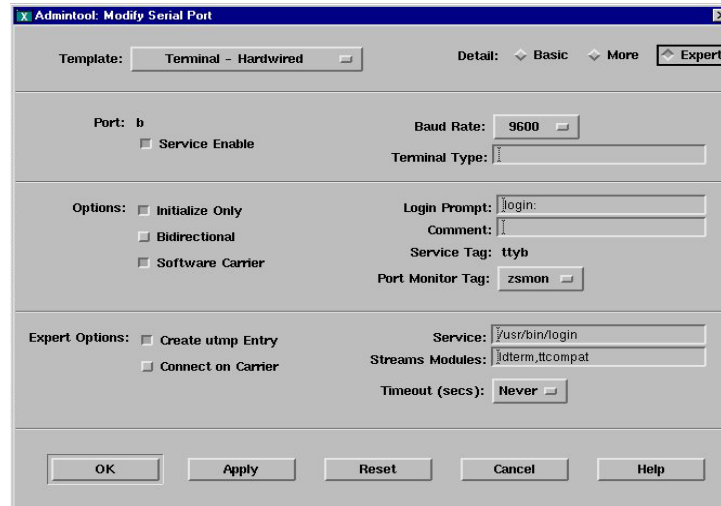 Admintool: Modify Serial Port
Template: Terminal - Hardwired Detail: Basic More Expert
Port: b Baud Rate: 9600
Service Enable
Terminal Type:
Options: Initialize Only Login Prompt: login:
Comment:
Bidirectional
Service Tag: ttyb
Software Carrier
Port Monitor Tag: zsmon
Expert Options: Create utmp Entry Service: /usr/bin/login
Streams Modules: ldterm,ttcompat
Connect on Carrier
Timeout (secs): Never
OK Apply Reset Cancel Help